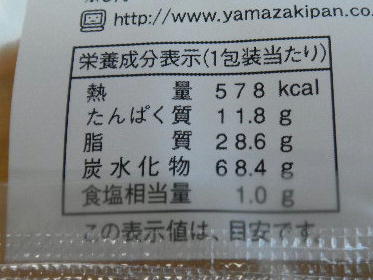 http://www.yamazakipan.co.
栄養成分表示(1包装当たり)
熱量 578 kcal
たんぱく質 11.8 g
脂質 28.6 g
炭水化物 68.4 g
食塩相当量 1.0 g
この表示値は、目安です。